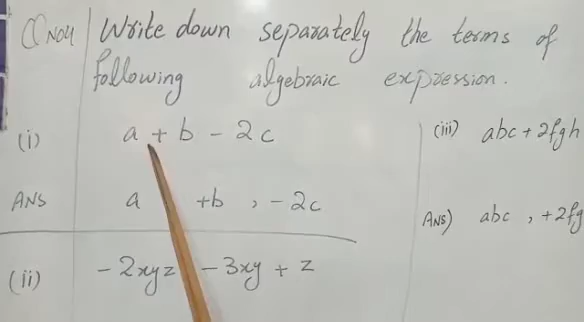 Q No4 Write down separately the terms of
following algebraic expression.
(i) a + b - 2c
ANS a +b , - 2c
(ii) - 2xyz - 3xy + z
(iii) abc + 2fgh
ANS) abc , +2fg